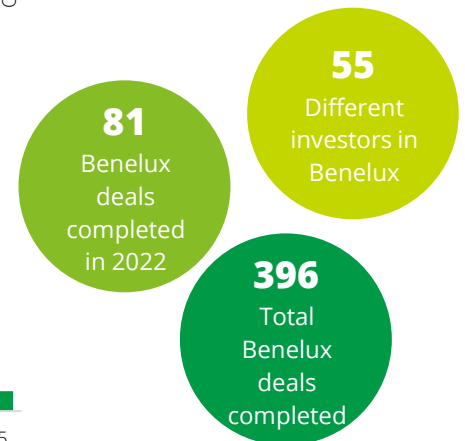 55
Different
investors in
Benelux
81
Benelux
deals
completed
in 2022
396
Total
Benelux
deals
completed